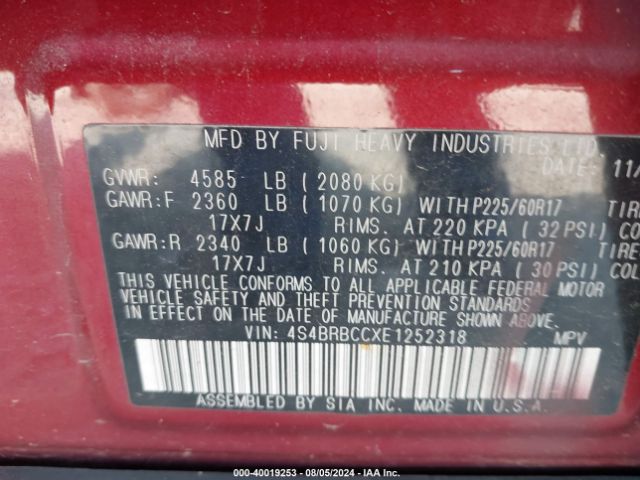 MFD BY FUJI HEAVY INDUSTRIES LTD.
DATE: 11/
GVWR: 4585 LB ( 2080 KG)
GAWR:F 2360 LB ( 1070 KG) WITH P225/60R17 TIRE
17X7J RIMS. AT 220 KPA ( 32 PSI) CO
GAWR:R 2340 LB ( 1060 KG) WITH P225/60R17 TIRE
17X7J RIMS. AT 210 KPA ( 30 PSI) COL
THIS VEHICLE CONFORMS TO ALL APPLICABLE FEDERAL MOTOR
VEHICLE SAFETY AND THEFT PREVENTION STANDARDS
IN EFFECT ON THE DATE OF MANUFACTURE SHOWN ABOVE.
VIN: 4S4BRBCCXE1252318 MPV
ASSEMBLED BY SIA INC. MADE IN U.S.A.
000-40019253 - 08/05/2024 - IAA Inc.